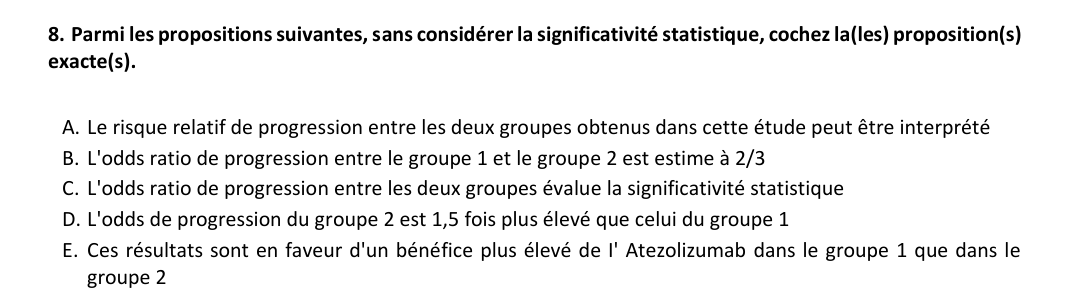 8. Parmi les propositions suivantes, sans considérer la significativité statistique, cochez la(les) proposition(s)
exacte(s).
A. Le risque relatif de progression entre les deux groupes obtenus dans cette étude peut être interprété
B. L'odds ratio de progression entre le groupe 1 et le groupe 2 est estime à 2/3
C. L'odds ratio de progression entre les deux groupes évalue la significativité statistique
D. L'odds de progression du groupe 2 est 1,5 fois plus élevé que celui du groupe 1
E. Ces résultats sont en faveur d'un bénéfice plus élevé de l' Atezolizumab dans le groupe 1 que dans le
groupe 2